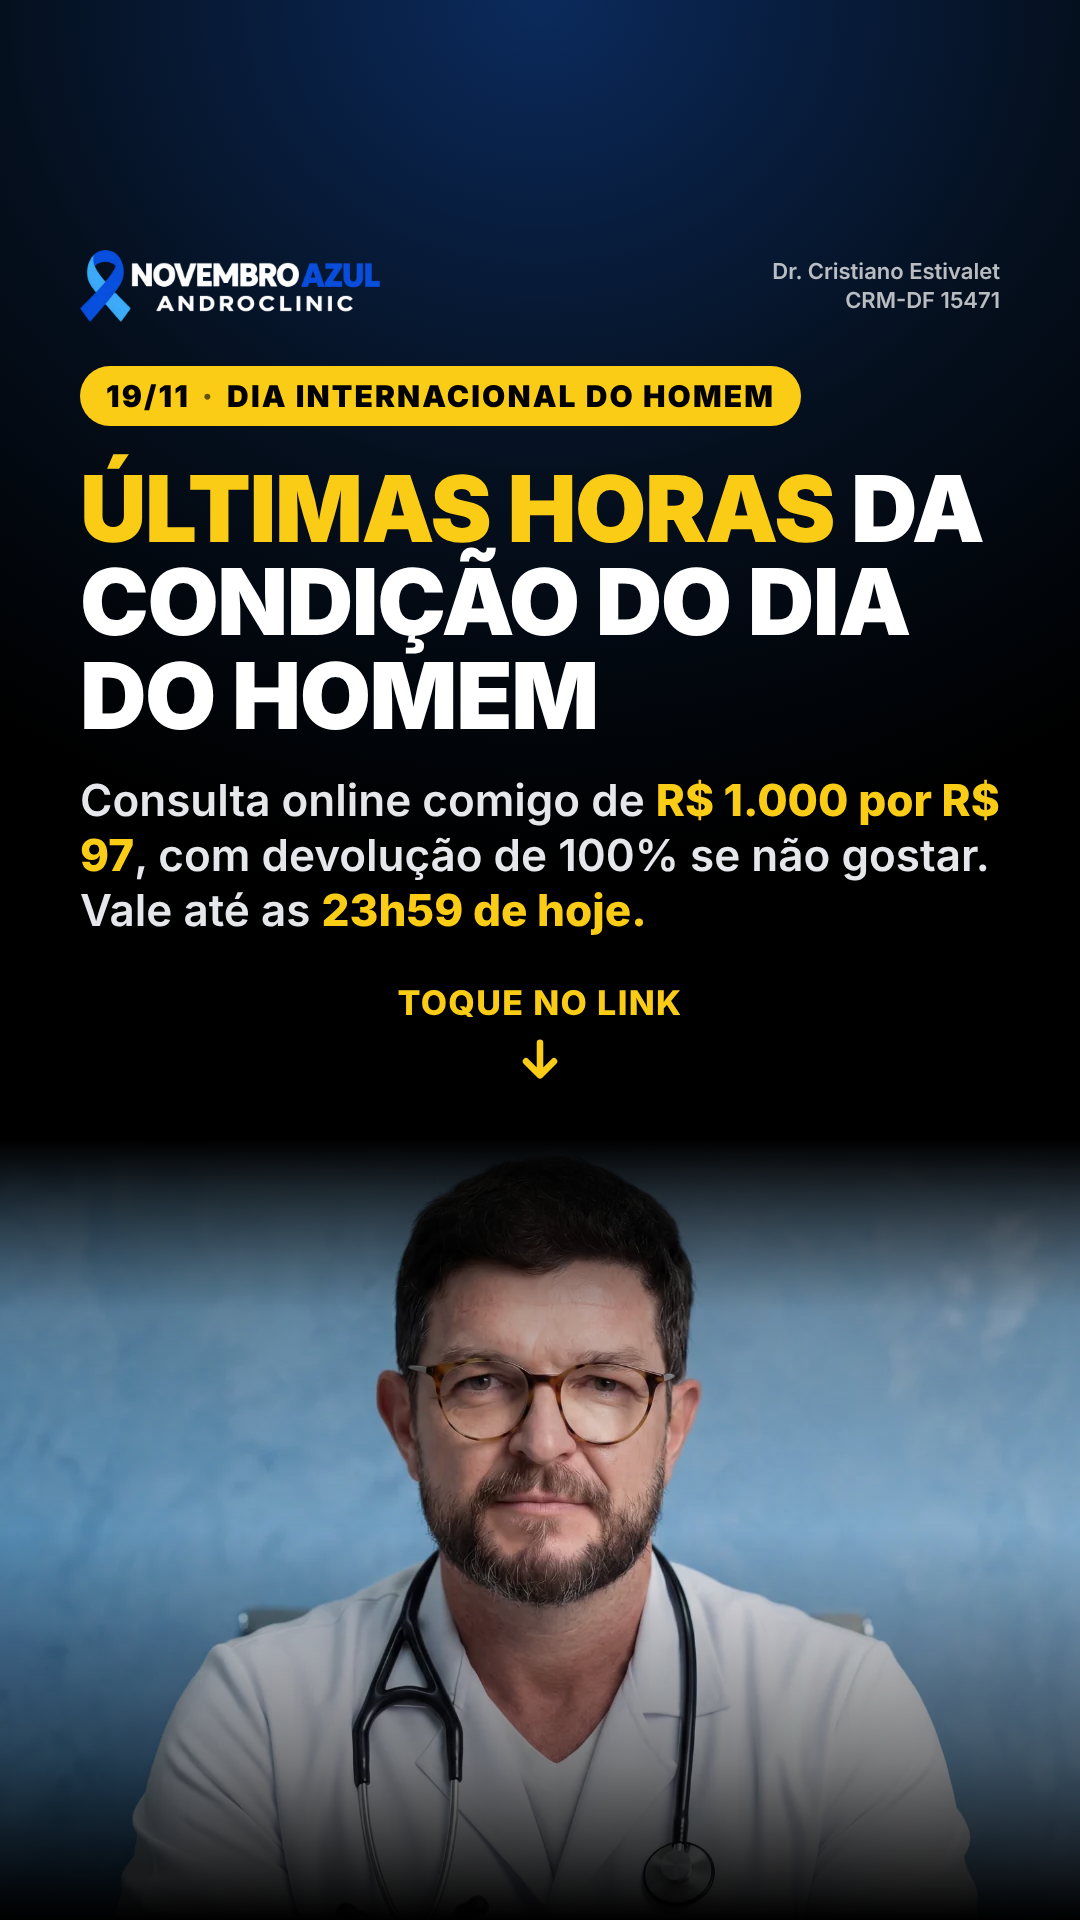 NOVEMBRO AZUL
ANDROCLINIC
Dr. Cristiano Estivalet
CRM-DF 15471
19/11 · DIA INTERNACIONAL DO HOMEM
ÚLTIMAS HORAS DA
CONDIÇÃO DO DIA
DO HOMEM
Consulta online comigo de R$ 1.000 por R$
97, com devolução de 100% se não gostar.
Vale até as 23h59 de hoje.
TOQUE NO LINK